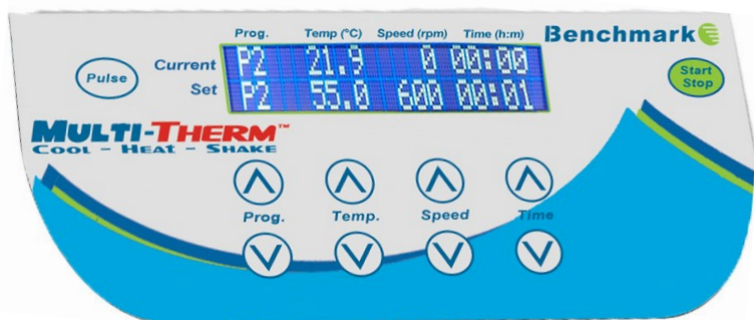 Prog. Temp (°C) Speed (rpm) Time (h:m)
Benchmark
Pulse
Current P2 21.9 0 00:00
Set P2 55.0 600 00:01
Start
Stop
MULTI-THERM™
COOL - HEAT - SHAKE
Prog. Temp. Speed Time